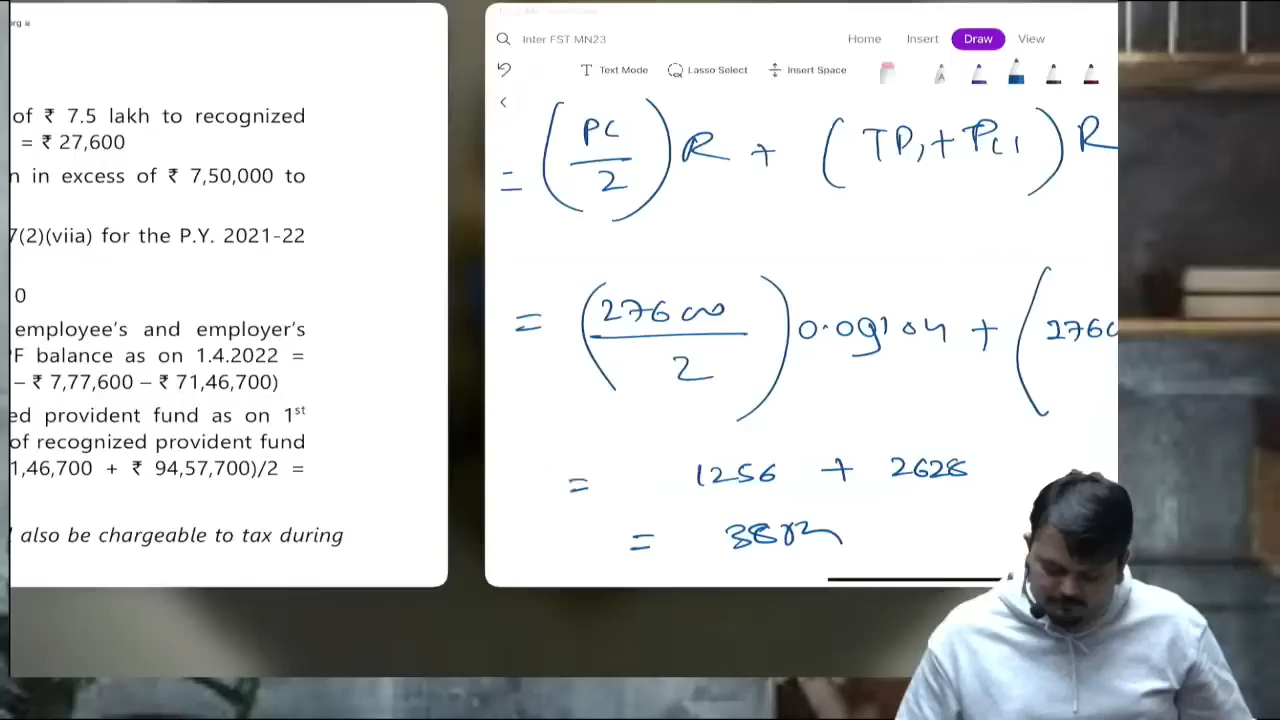 of ₹ 7.5 lakh to recognized
= ₹ 27,600
n in excess of ₹ 7,50,000 to
7(2)(viia) for the P.Y. 2021-22
0
employee's and employer's
F balance as on 1.4.2022 =
– ₹ 7,77,600 – ₹ 71,46,700)
ed provident fund as on 1st
of recognized provident fund
1,46,700 + ₹ 94,57,700)/2 =
also be chargeable to tax during
Inter FST MN23
Home Insert Draw View
Text Mode Lasso Select Insert Space
= (PC/2) R + (TP1 + PC1) R
= (27600/2) 0.09104 + (2760
= 1256 + 2628
=